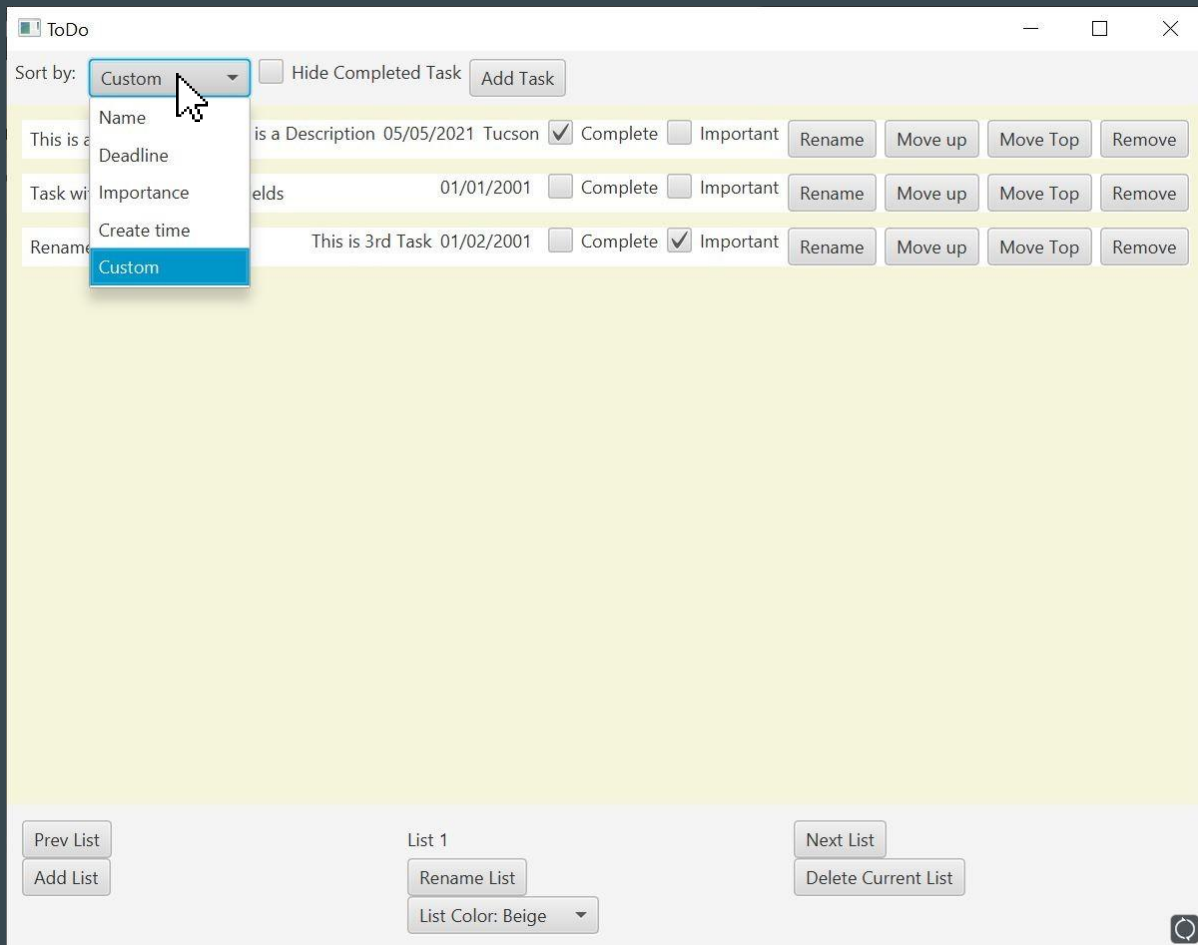 ToDo
Sort by: Custom Hide Completed Task Add Task
Name
Deadline
Importance
Create time
Custom
This is a is a Description 05/05/2021 Tucson Complete Important Rename Move up Move Top Remove
Task wi elds 01/01/2001 Complete Important Rename Move up Move Top Remove
Rename This is 3rd Task 01/02/2001 Complete Important Rename Move up Move Top Remove
Prev List List 1 Next List
Add List Rename List Delete Current List
List Color: Beige